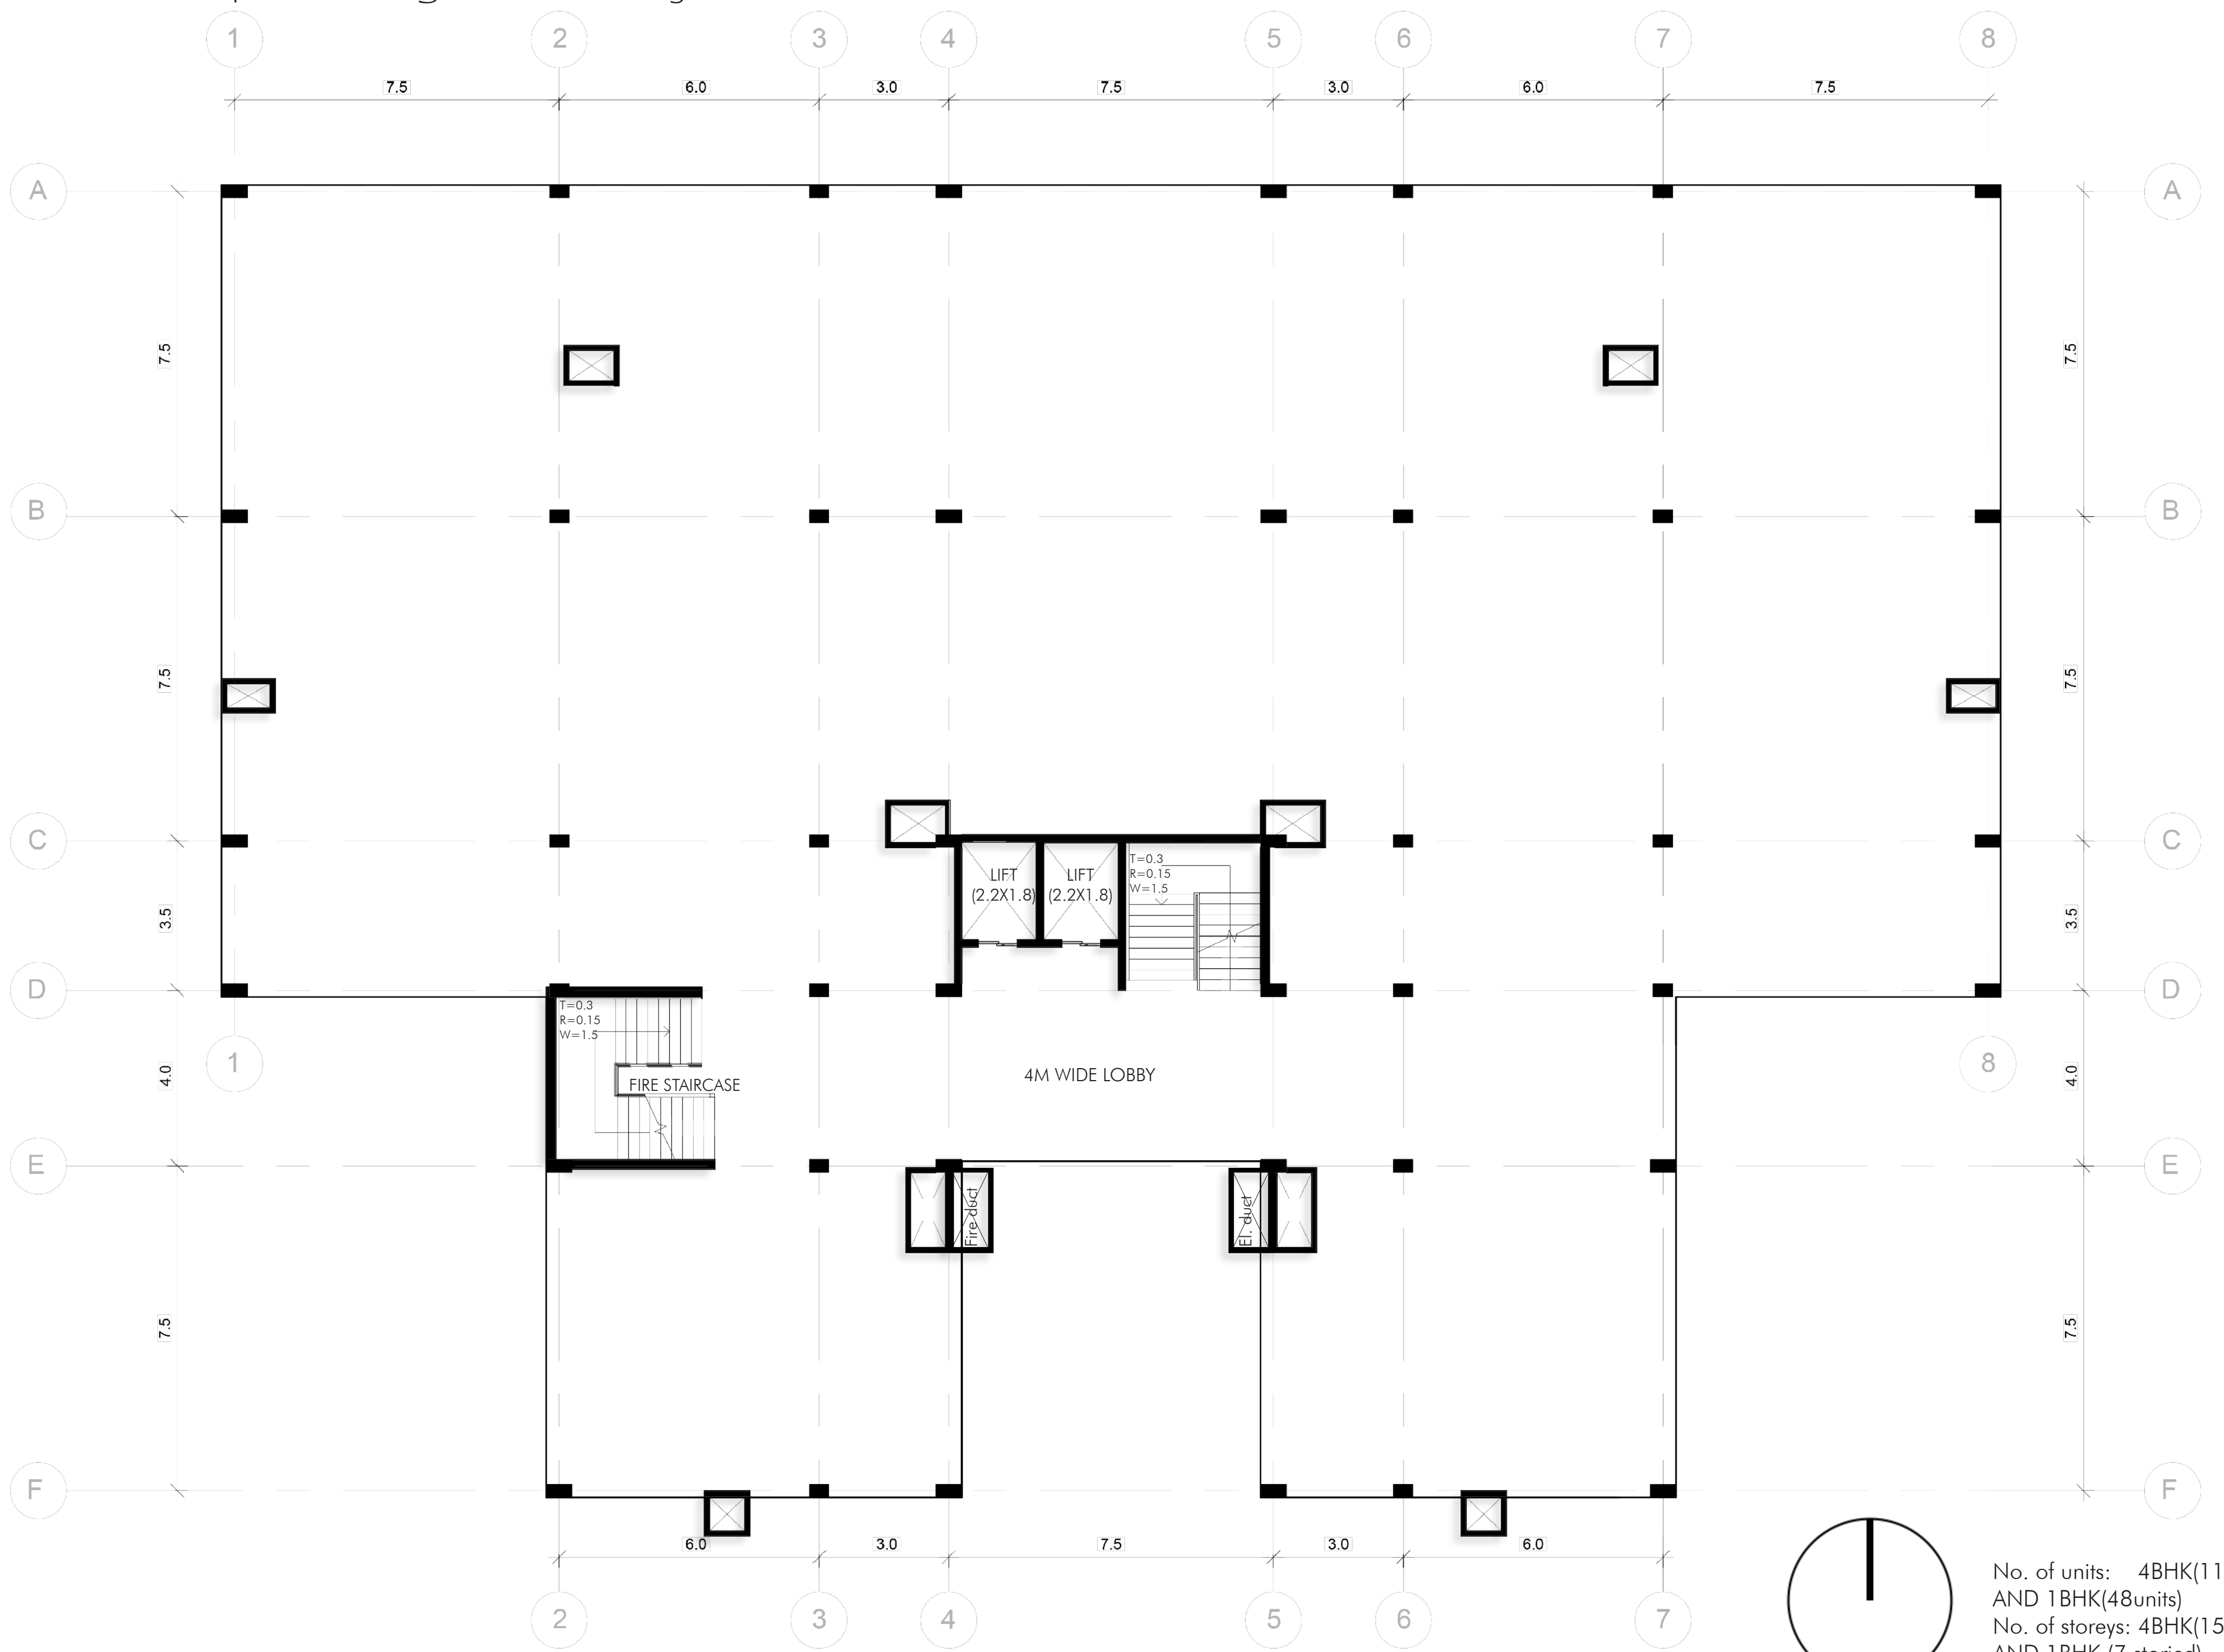 1 2 3 4 5 6 7 8
7.5 6.0 3.0 7.5 3.0 6.0 7.5
A A
7.5 7.5
B B
7.5 7.5
C C
LIFT
(2.2X1.8)
LIFT
(2.2X1.8)
T=0.3
R=0.15
W=1.5
3.5 3.5
D D
T=0.3
R=0.15
W=1.5
1 8
4.0 4.0
FIRE STAIRCASE
4M WIDE LOBBY
E E
Fire duct
El. duct
7.5 7.5
F F
6.0 3.0 7.5 3.0 6.0
2 3 4 5 6 7
No. of units: 4BHK(11
AND 1BHK(48units)
No. of storeys: 4BHK(15
AND 1BHK (7 storied)